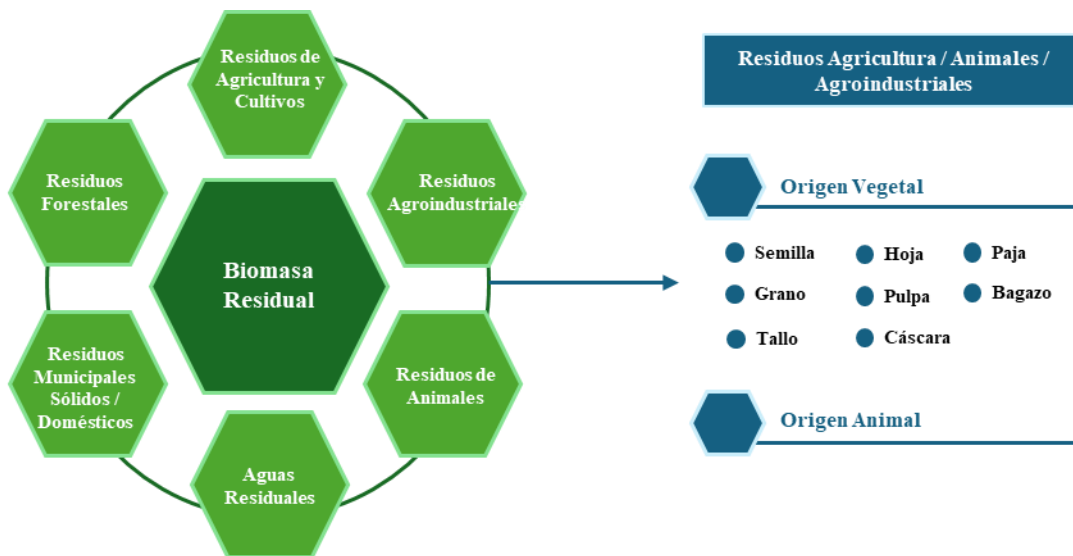 Residuos de
Agricultura y
Cultivos
Residuos
Forestales
Residuos
Agroindustriales
Biomasa
Residual
Residuos
Municipales
Sólidos /
Domésticos
Residuos de
Animales
Aguas
Residuales
Residuos Agricultura / Animales /
Agroindustriales
Origen Vegetal
Semilla
Hoja
Paja
Grano
Pulpa
Bagazo
Tallo
Cáscara
Origen Animal